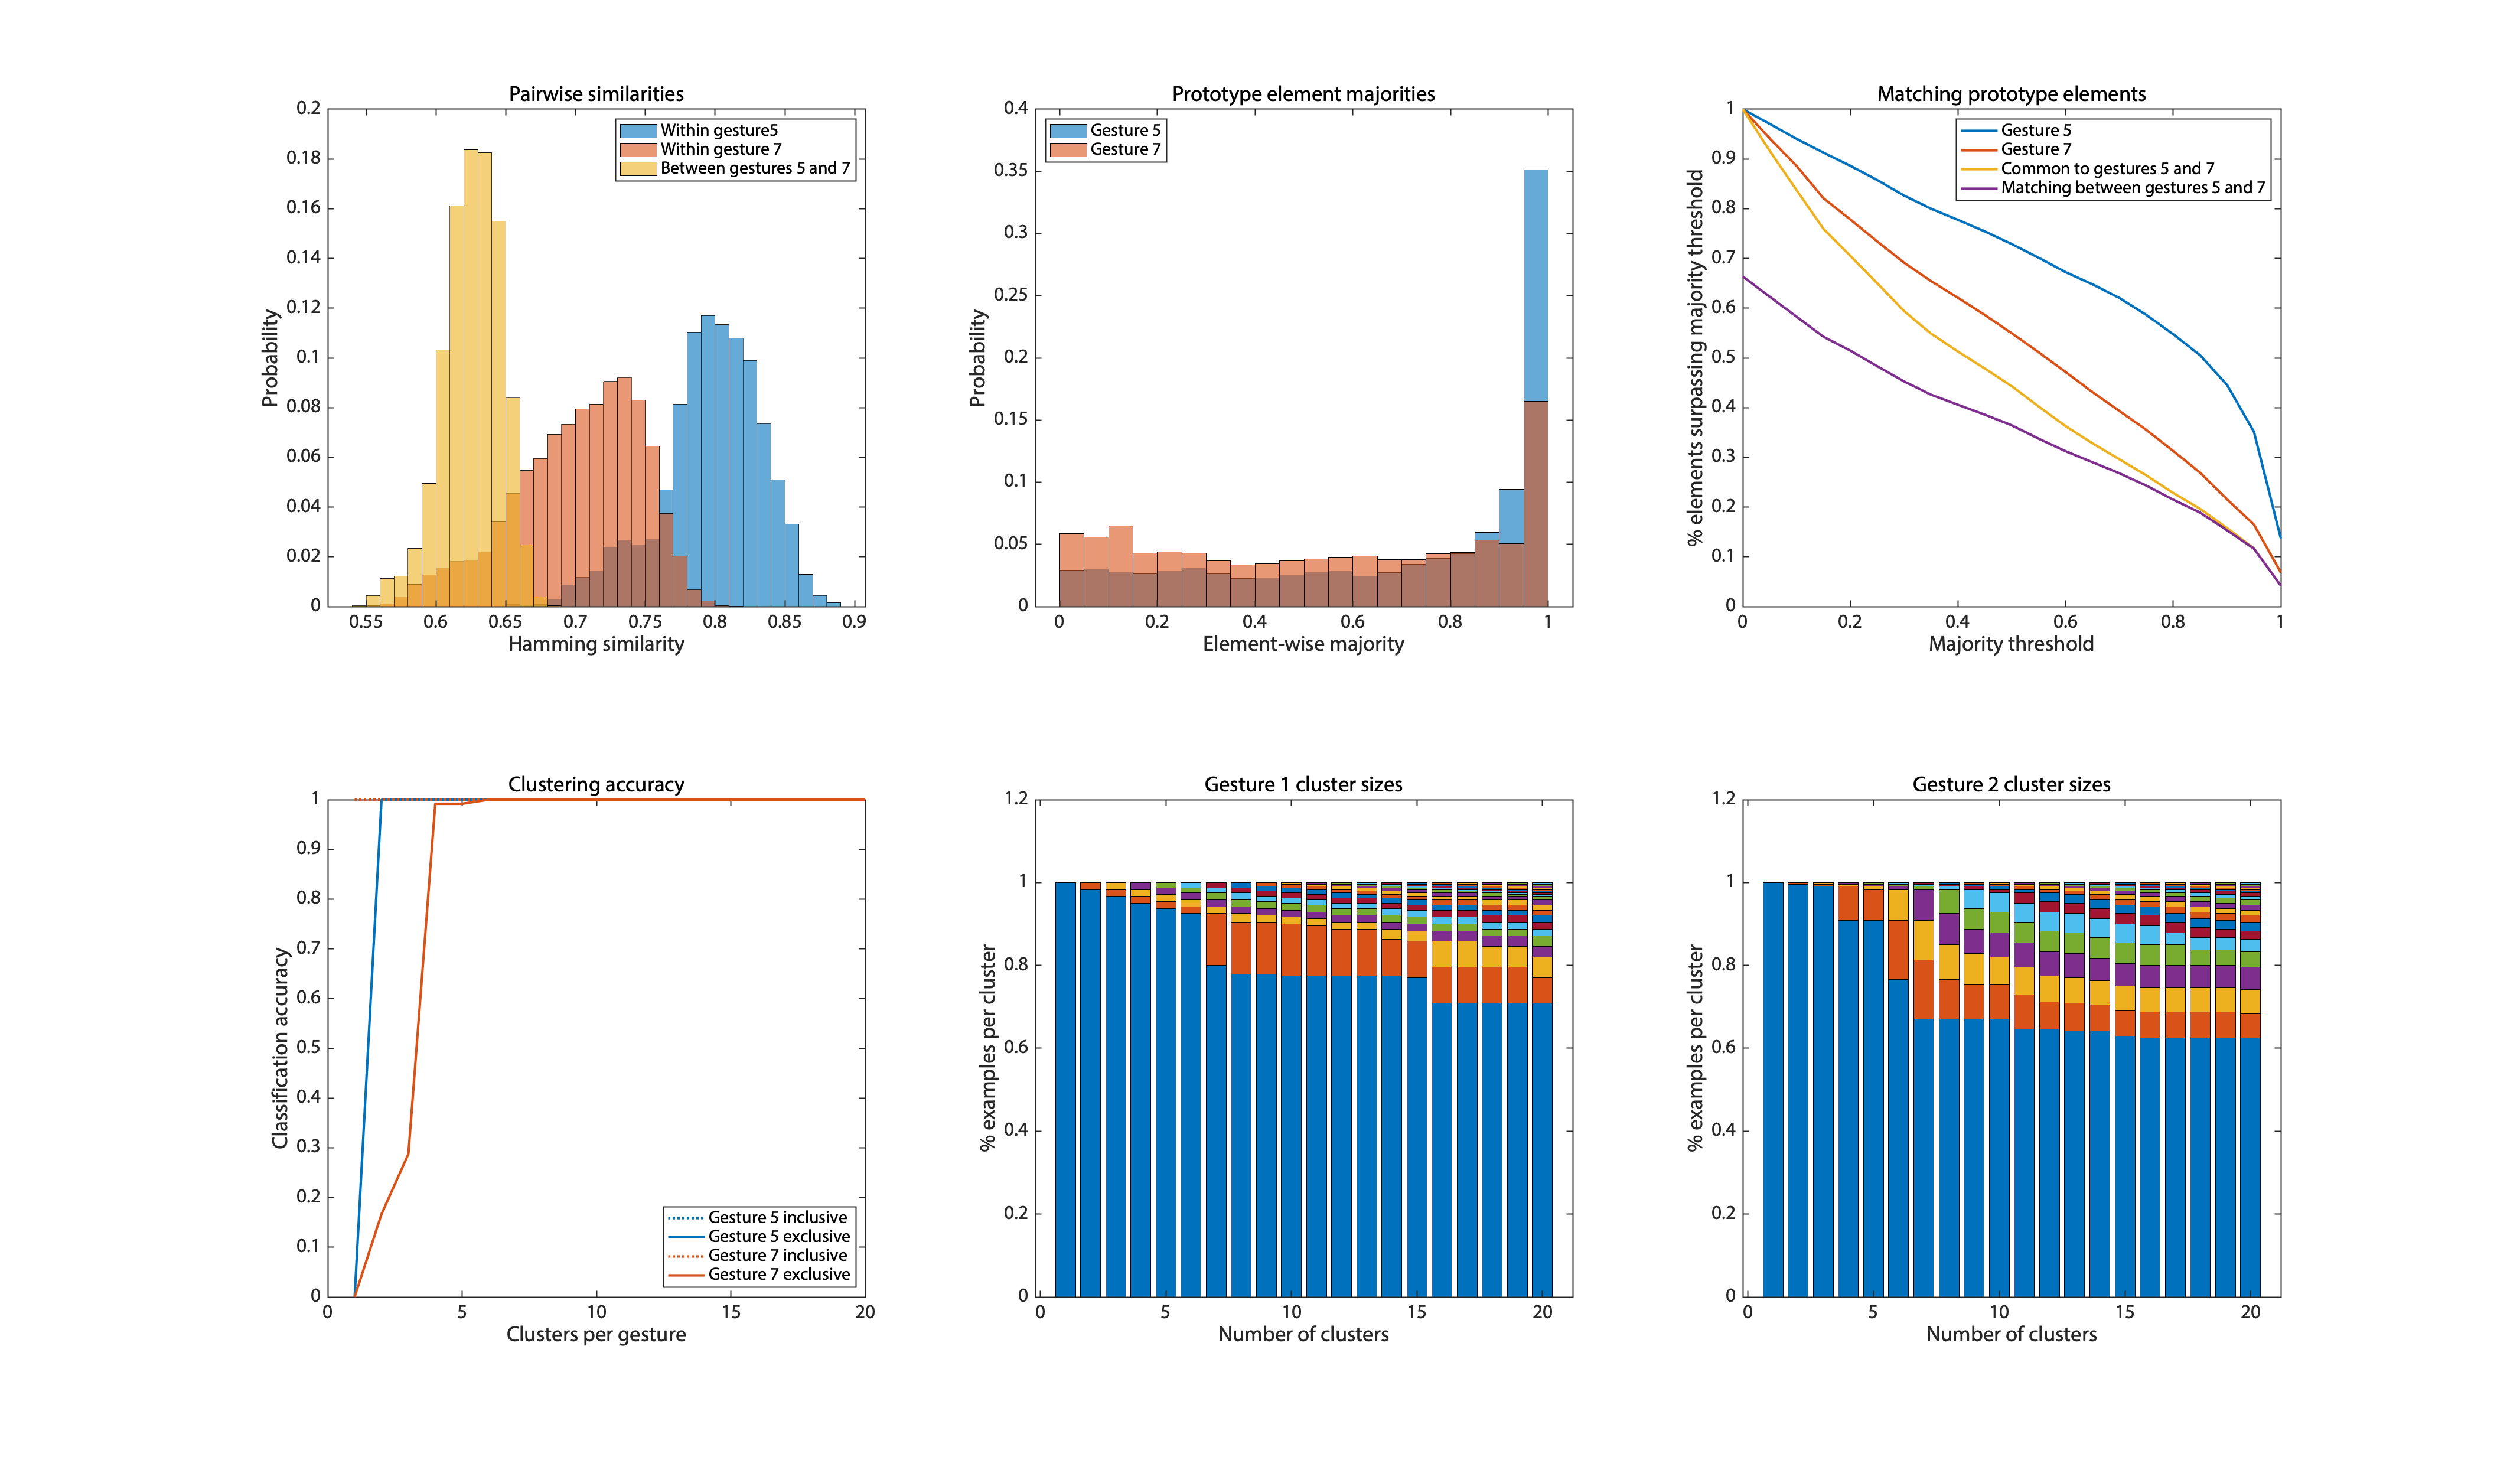 Pairwise similarities
0.2
0.18
0.16
0.14
0.12
0.1
0.08
0.06
0.04
0.02
0
Probability
Within gesture5
Within gesture 7
Between gestures 5 and 7
0.55 0.6 0.65 0.7 0.75 0.8 0.85 0.9
Hamming similarity
Prototype element majorities
0.4
0.35
0.3
0.25
0.2
0.15
0.1
0.05
0
Probability
Gesture 5
Gesture 7
0 0.2 0.4 0.6 0.8 1
Element-wise majority
Matching prototype elements
1
0.9
0.8
0.7
0.6
0.5
0.4
0.3
0.2
0.1
0
% elements surpassing majority threshold
Gesture 5
Gesture 7
Common to gestures 5 and 7
Matching between gestures 5 and 7
0 0.2 0.4 0.6 0.8 1
Majority threshold
Clustering accuracy
1
0.9
0.8
0.7
0.6
0.5
0.4
0.3
0.2
0.1
0
Classification accuracy
Gesture 5 inclusive
Gesture 5 exclusive
Gesture 7 inclusive
Gesture 7 exclusive
0 5 10 15 20
Clusters per gesture
Gesture 1 cluster sizes
1.2
1
0.8
0.6
0.4
0.2
0
% examples per cluster
0 5 10 15 20
Number of clusters
Gesture 2 cluster sizes
1.2
1
0.8
0.6
0.4
0.2
0
% examples per cluster
0 5 10 15 20
Number of clusters